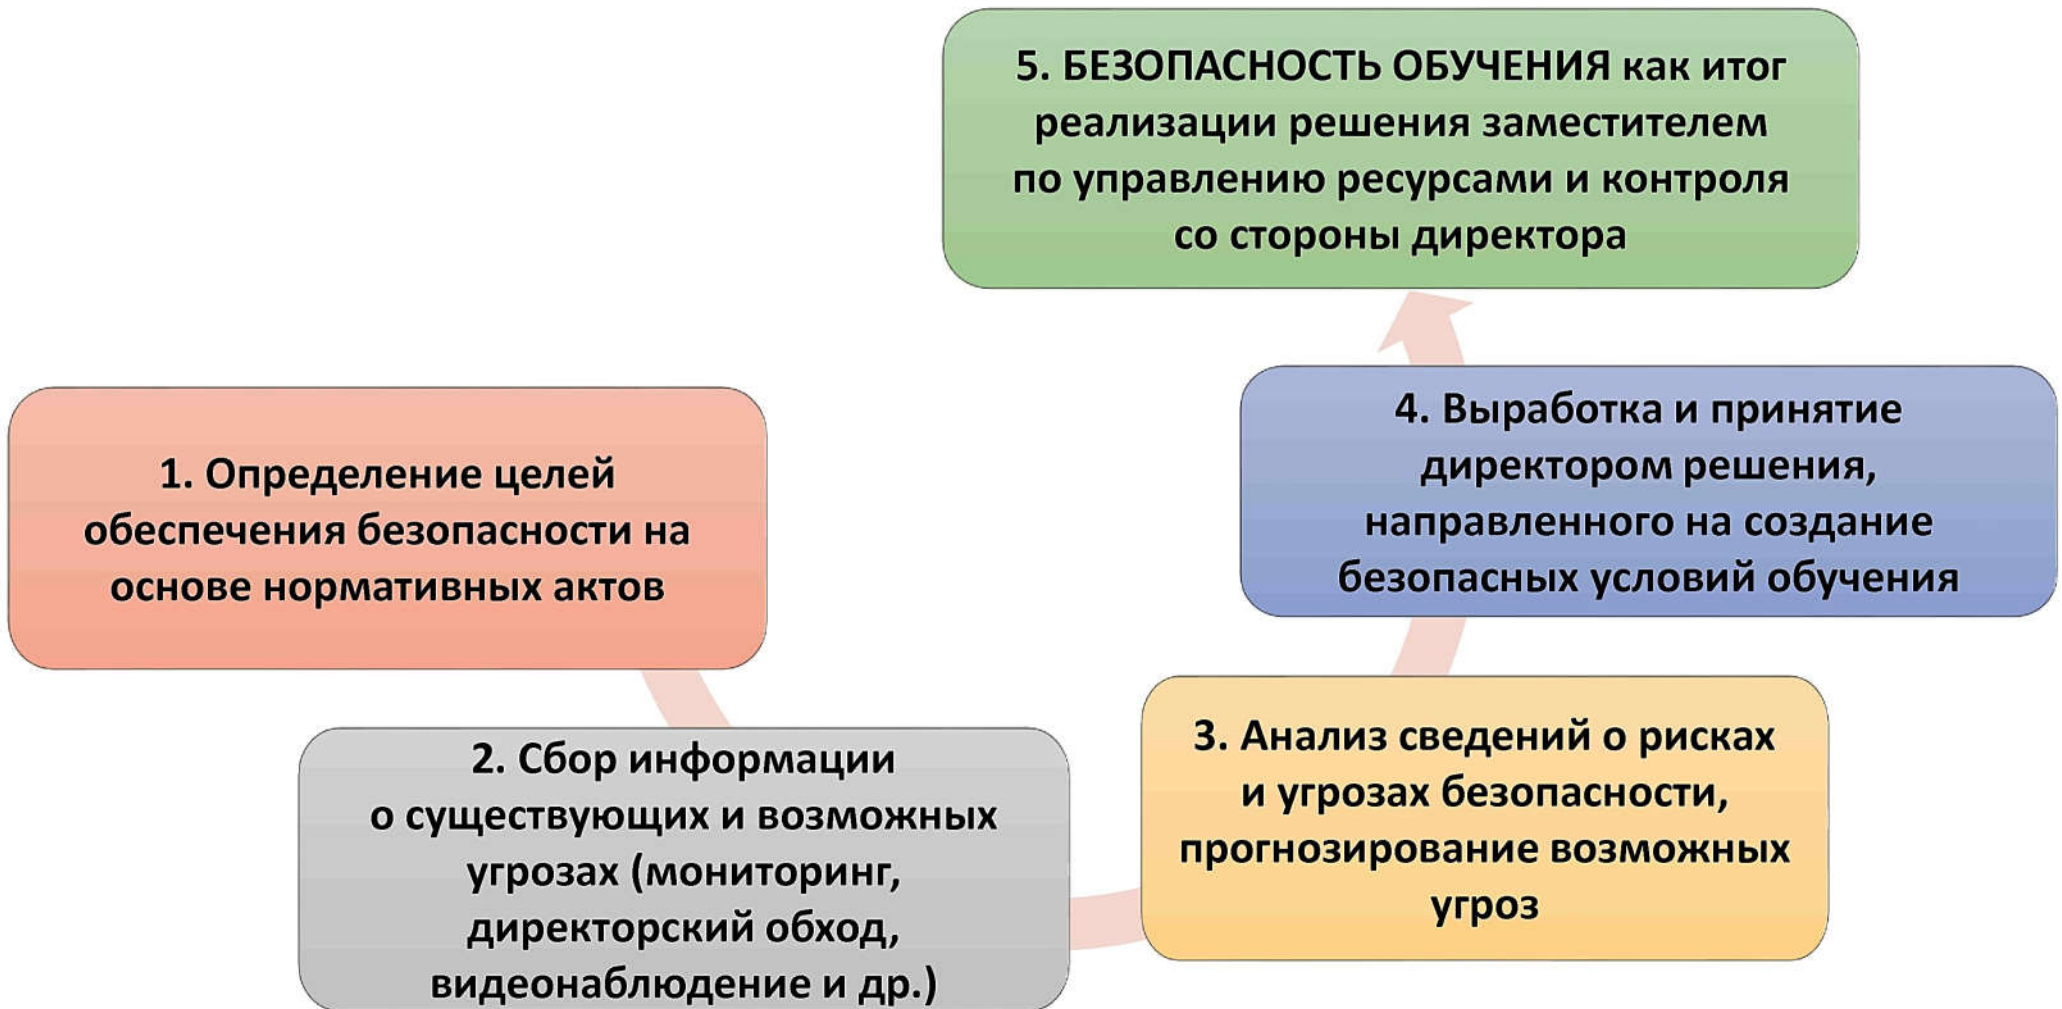 5. БЕЗОПАСНОСТЬ ОБУЧЕНИЯ как итог
реализации решения заместителем
по управлению ресурсами и контроля
со стороны директора
1. Определение целей
обеспечения безопасности на
основе нормативных актов
4. Выработка и принятие
директором решения,
направленного на создание
безопасных условий обучения
2. Сбор информации
о существующих и возможных
угрозах (мониторинг,
директорский обход,
видеонаблюдение и др.)
3. Анализ сведений о рисках
и угрозах безопасности,
прогнозирование возможных
угроз